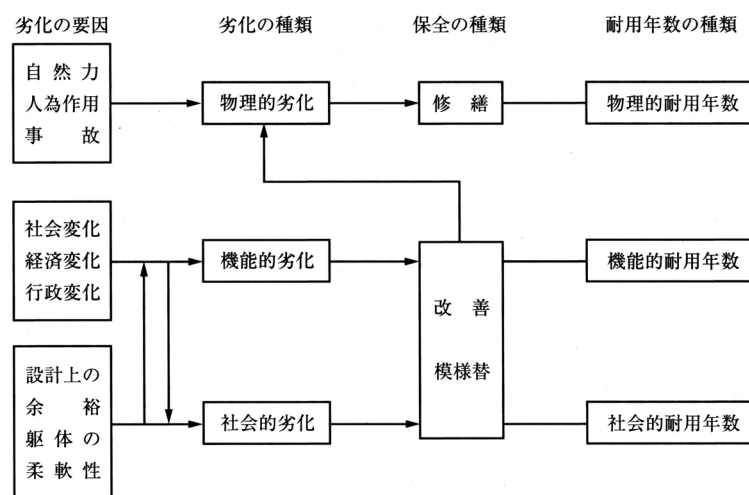 劣化の要因
劣化の種類
保全の種類
耐用年数の種類
自然力
人為作用
事故
物理的劣化
修繕
物理的耐用年数
社会変化
経済変化
行政変化
機能的劣化
改善
模様替
機能的耐用年数
設計上の
余裕
躯体の
柔軟性
社会的劣化
社会的耐用年数